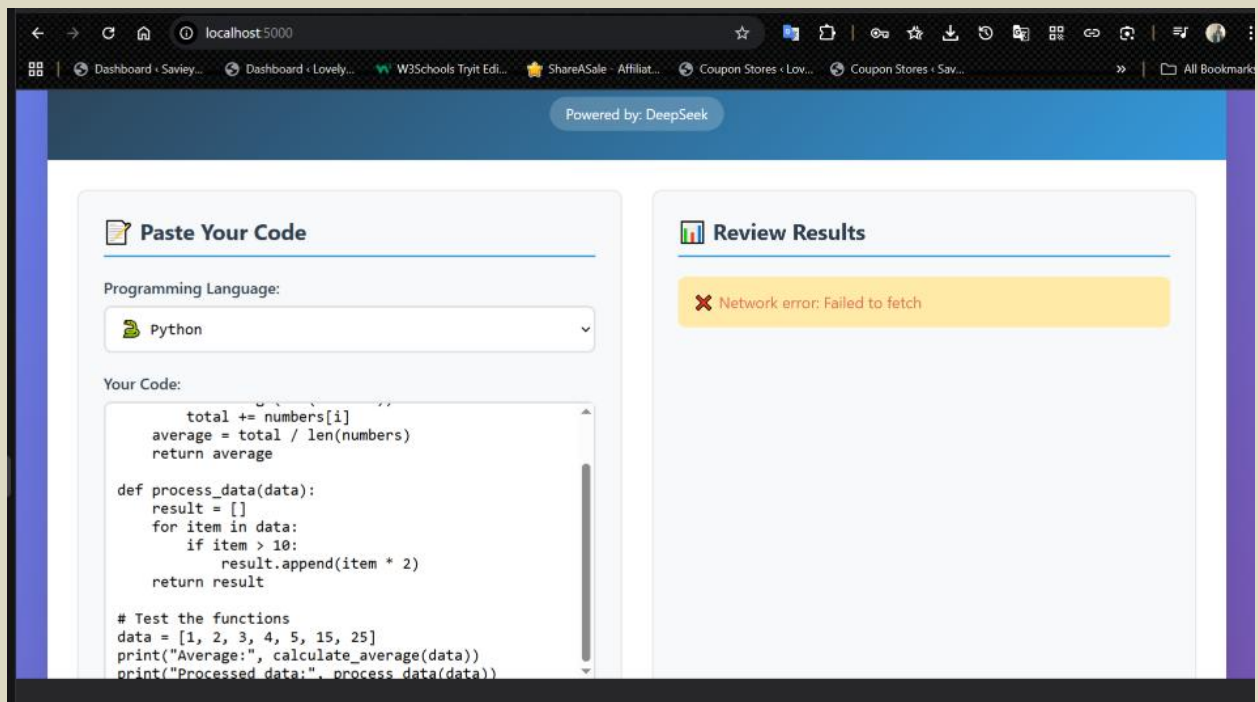 localhost:5000
Dashboard ‹ Saviey...
Dashboard ‹ Lovely...
W3Schools Tryit Edi...
ShareASale - Affiliat...
Coupon Stores ‹ Lov...
Coupon Stores ‹ Sav...
»
All Bookmarks
Powered by: DeepSeek
Paste Your Code
Programming Language:
Python
Your Code:
total += numbers[i]
average = total / len(numbers)
return average
def process_data(data):
result = []
for item in data:
if item > 10:
result.append(item * 2)
return result
# Test the functions
data = [1, 2, 3, 4, 5, 15, 25]
print("Average:", calculate_average(data))
print("Processed data:", process_data(data))
Review Results
Network error: Failed to fetch